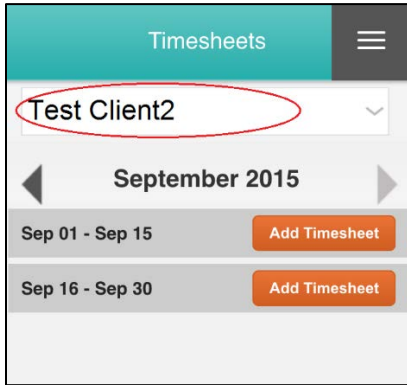 Timesheets
Test Client2
September 2015
Sep 01 - Sep 15 Add Timesheet
Sep 16 - Sep 30 Add Timesheet